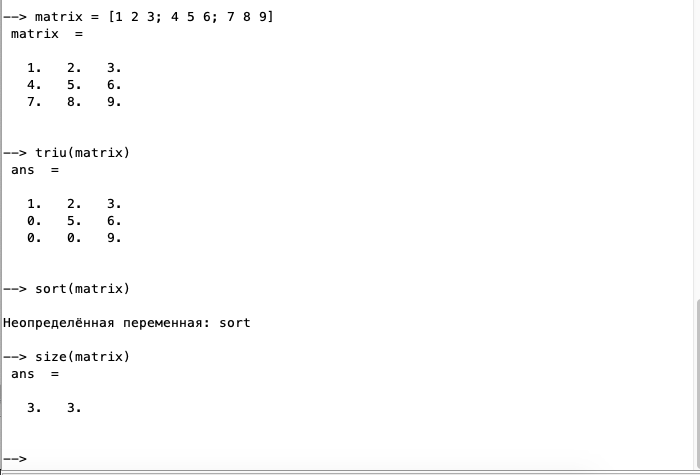 --> matrix = [1 2 3; 4 5 6; 7 8 9]
matrix  =
1.   2.   3.
4.   5.   6.
7.   8.   9.
--> triu(matrix)
ans  =
1.   2.   3.
0.   5.   6.
0.   0.   9.
--> sort(matrix)
Неопределённая переменная: sort
--> size(matrix)
ans  =
3.   3.
-->